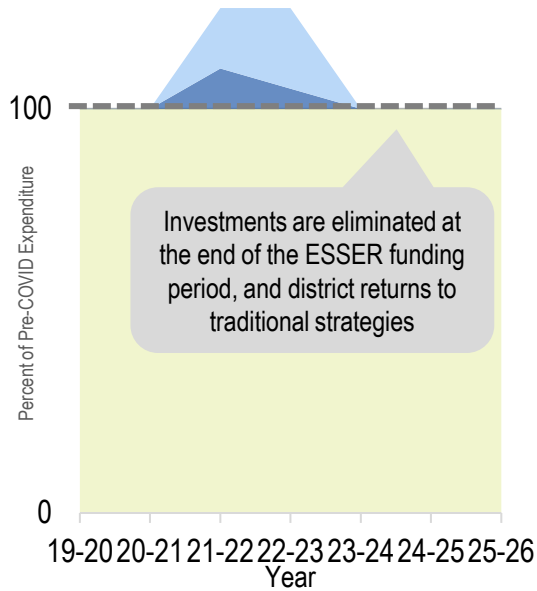 100
Percent of Pre-COVID Expenditure
Investments are eliminated at
the end of the ESSER funding
period, and district returns to
traditional strategies
0
19-20 20-21 21-22 22-23 23-24 24-25 25-26
Year